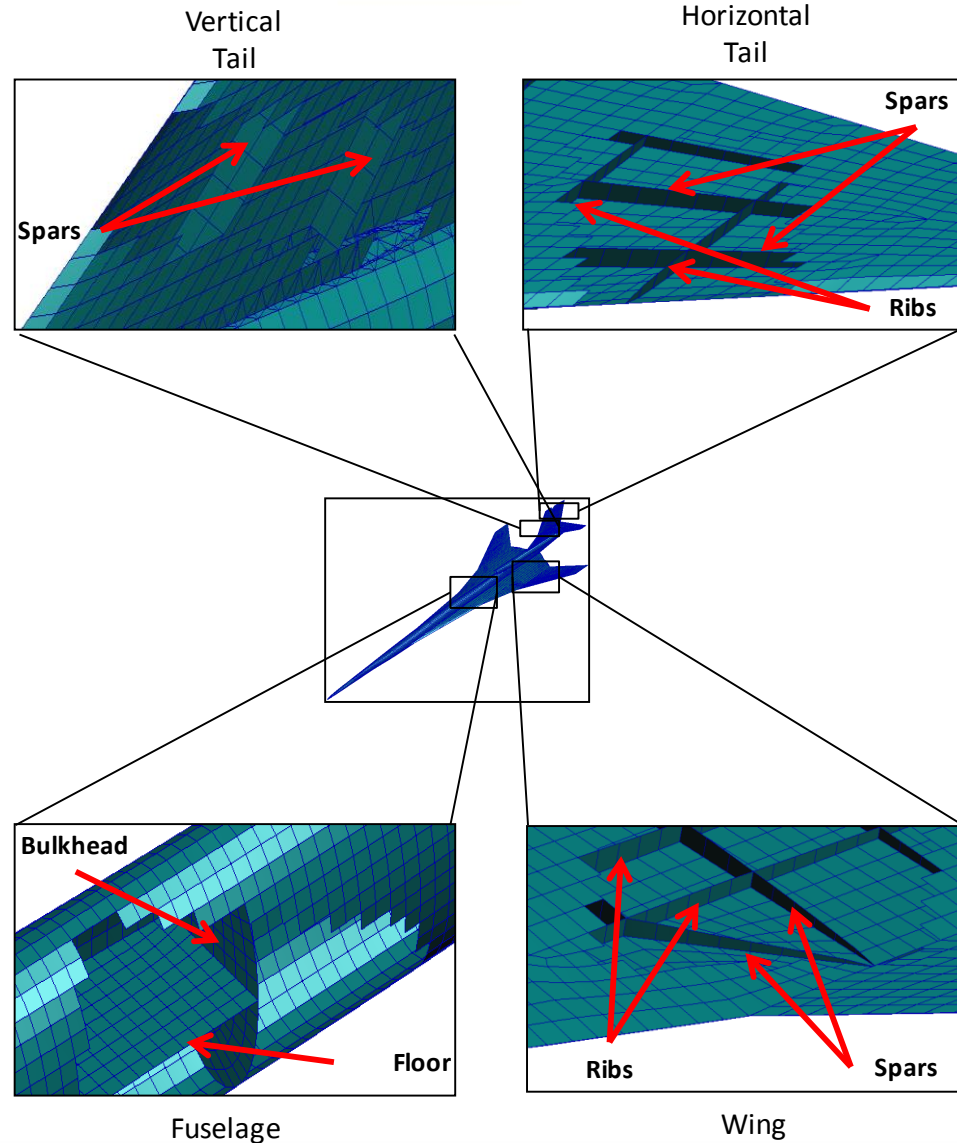 Vertical
Tail
Horizontal
Tail
Spars
Spars
Ribs
Bulkhead
Floor
Ribs
Spars
Fuselage
Wing